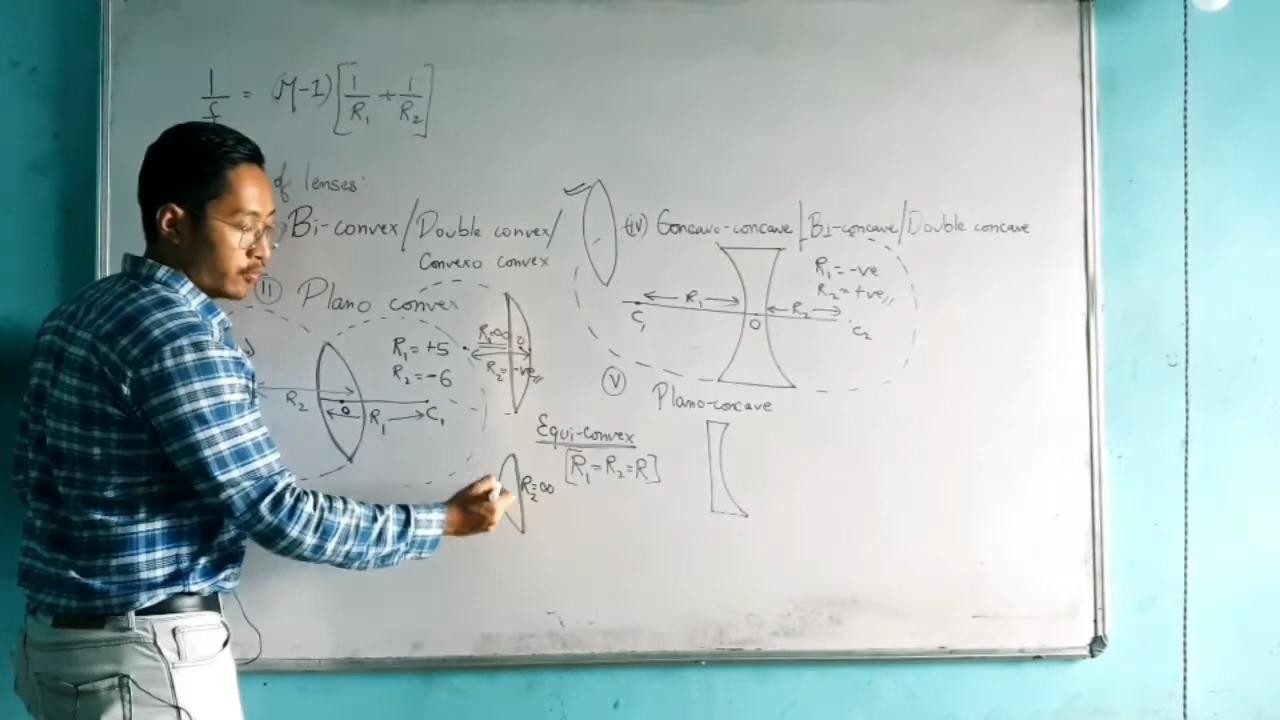 1/f = (μ-1)[1/R₁ + 1/R₂]
of lenses:
Bi-convex/Double convex/
Convexo convex
(ii) Plano convex
R₁ = +5
R₂ = -6
R₂
O
R₁
C₁
R₁=∞
O
R₂= -ve
Equi-convex
[R₁=R₂=R]
R₂=∞
(iv) Concavo-concave/Bi-concave/Double concave
R₁ = -ve
R₂ = +ve
R₁
R₂
C₁
O
C₂
(V)
Plano-concave